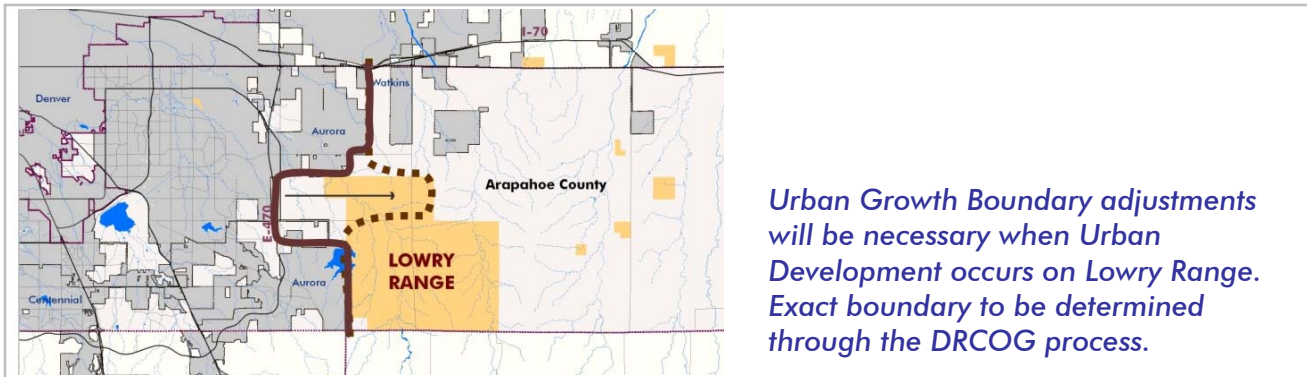 I-70
Watkins
Denver
Aurora
Arapahoe County
E-470
LOWRY
RANGE
Aurora
Centennial
Urban Growth Boundary adjustments
will be necessary when Urban
Development occurs on Lowry Range.
Exact boundary to be determined
through the DRCOG process.